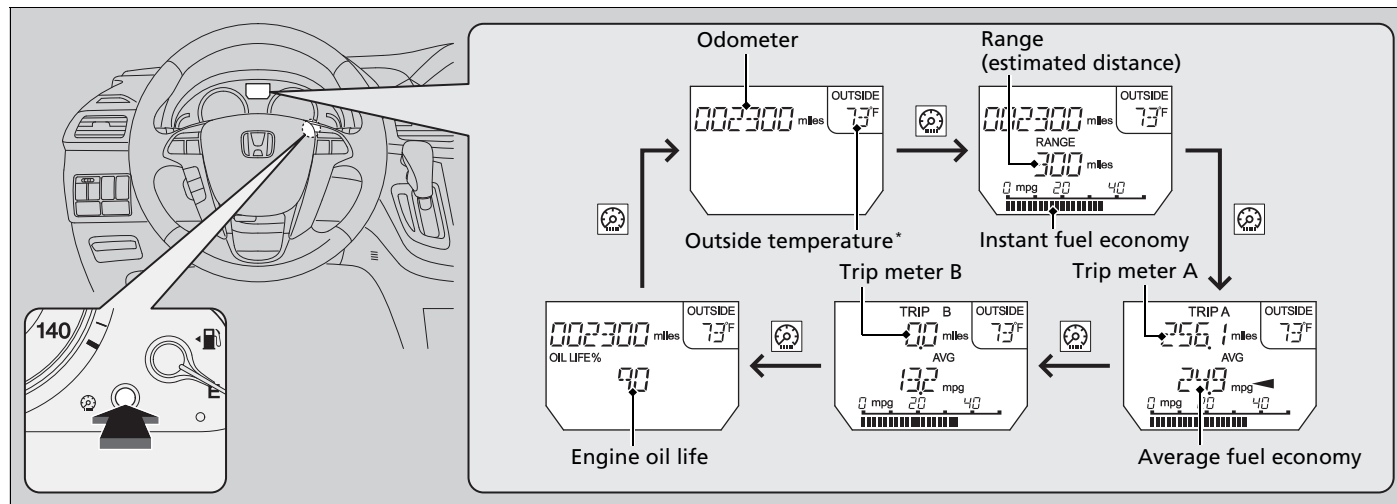 Odometer
OUTSIDE
002300 miles
73°F
Outside temperature*
Range
(estimated distance)
OUTSIDE
002300 miles
73°F
RANGE
300 miles
0 mpg 20 40
Instant fuel economy
Trip meter A
TRIP A
OUTSIDE
256.1 miles
73°F
AVG
24.9 mpg
0 mpg 20 40
Average fuel economy
Trip meter B
TRIP B
OUTSIDE
0.0 miles
73°F
AVG
13.2 mpg
0 mpg 20 40
OUTSIDE
002300 miles
73°F
OIL LIFE%
90
Engine oil life
140
E